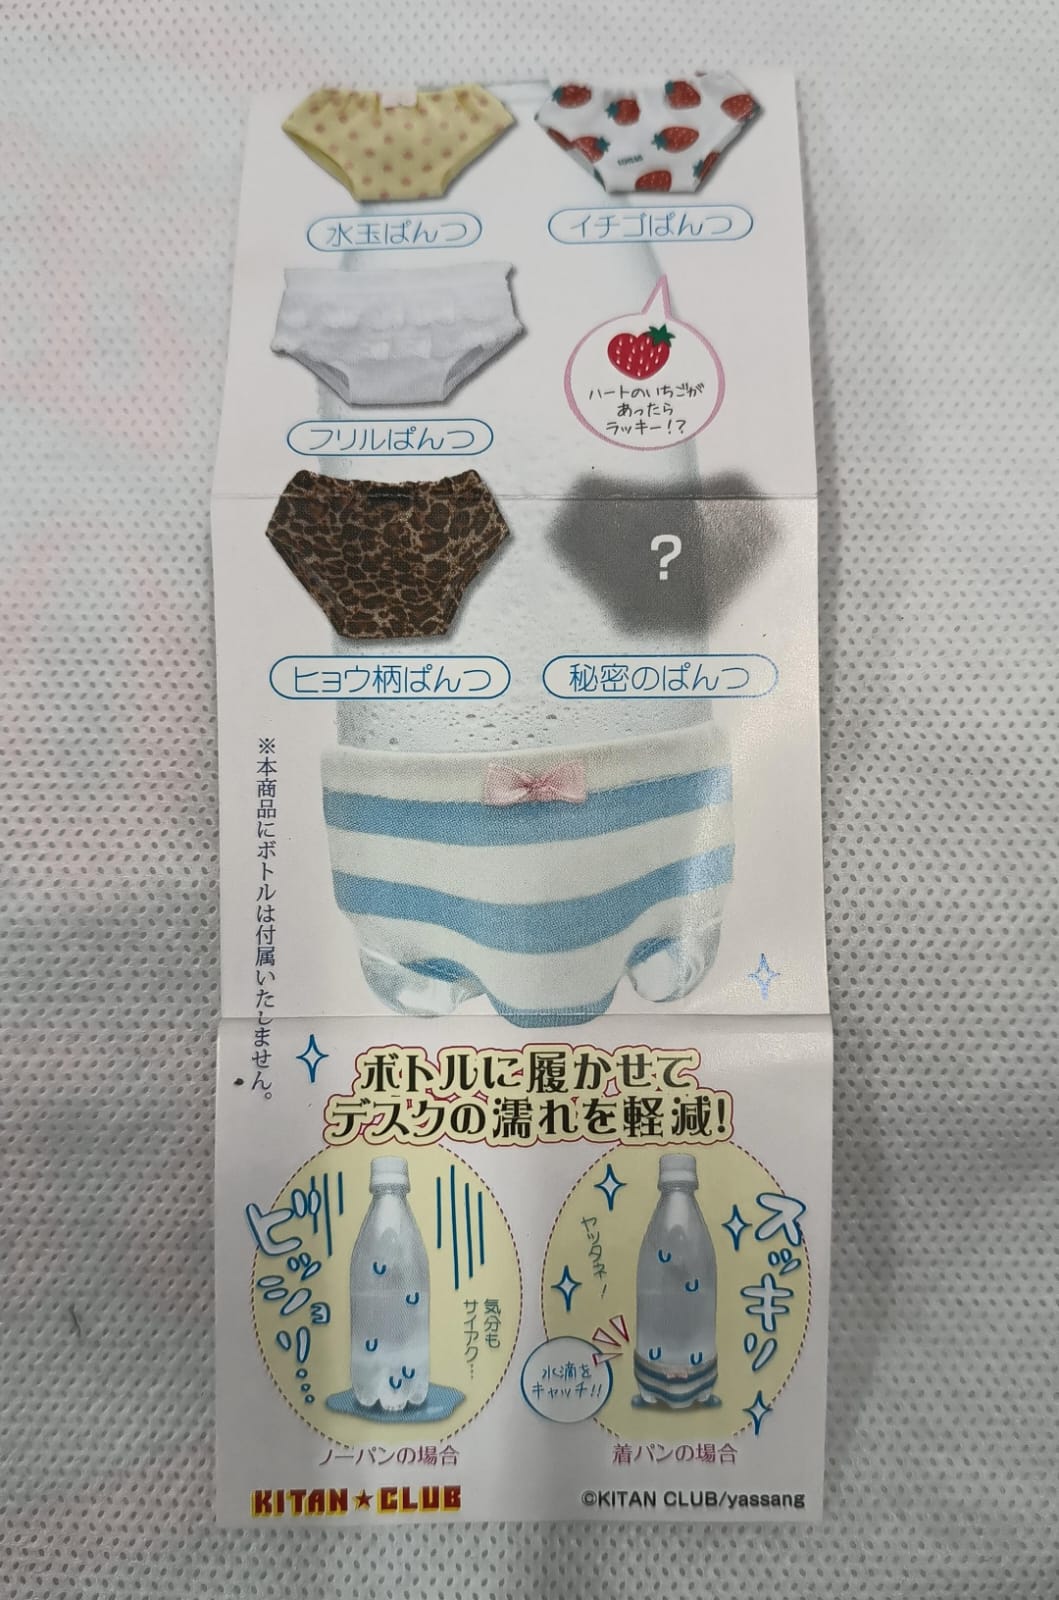 水玉ぱんつ
イチゴぱんつ
フリルぱんつ
ハートのいちごが
あったら
ラッキー!?
?
ヒョウ柄ぱんつ
秘密のぱんつ
※本商品にボトルは付属いたしません。
ボトルに履かせて
デスクの濡れを軽減!
ビッショリ...
気分も
サイアク...
ヤッタネ!
スッキリ
水滴を
キャッチ!!
ノーパンの場合
着パンの場合
KITAN★CLUB
©KITAN CLUB/yassang